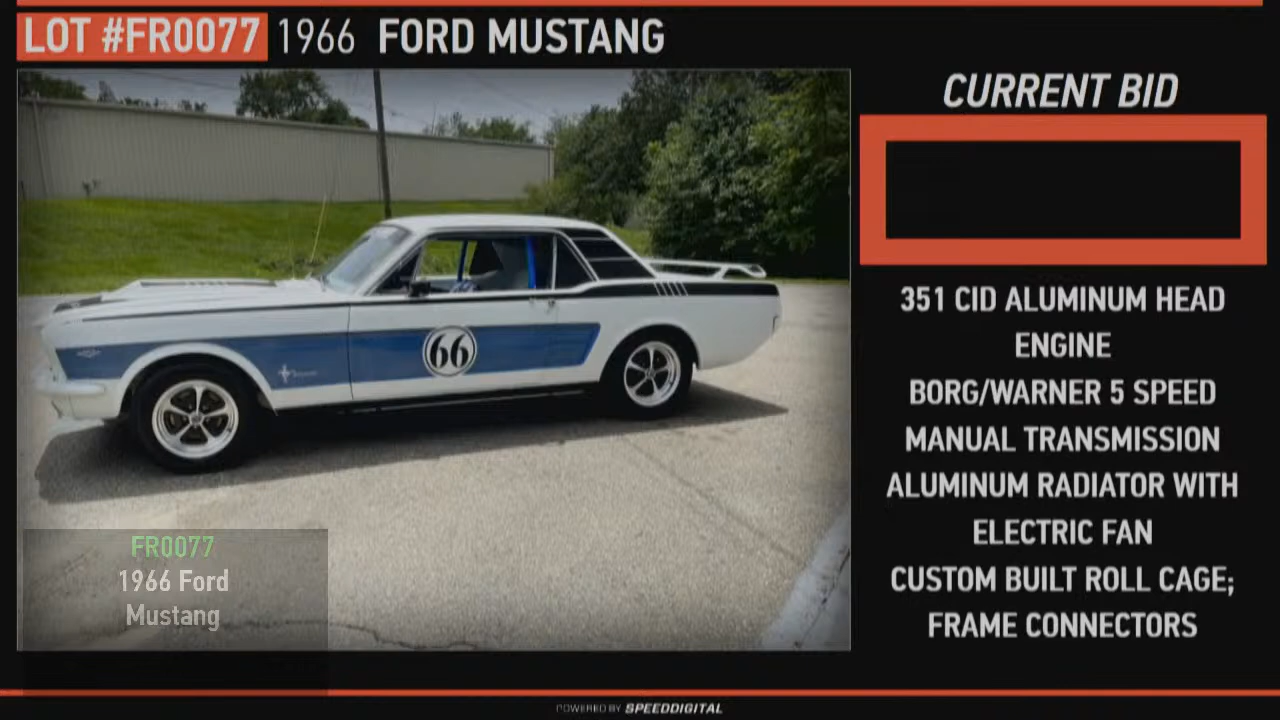 LOT #FR0077 1966 FORD MUSTANG
CURRENT BID
351 CID ALUMINUM HEAD
ENGINE
BORG/WARNER 5 SPEED
MANUAL TRANSMISSION
ALUMINUM RADIATOR WITH
ELECTRIC FAN
CUSTOM BUILT ROLL CAGE;
FRAME CONNECTORS
66
FR0077
1966 Ford
Mustang
POWERED BY SPEEDDIGITAL